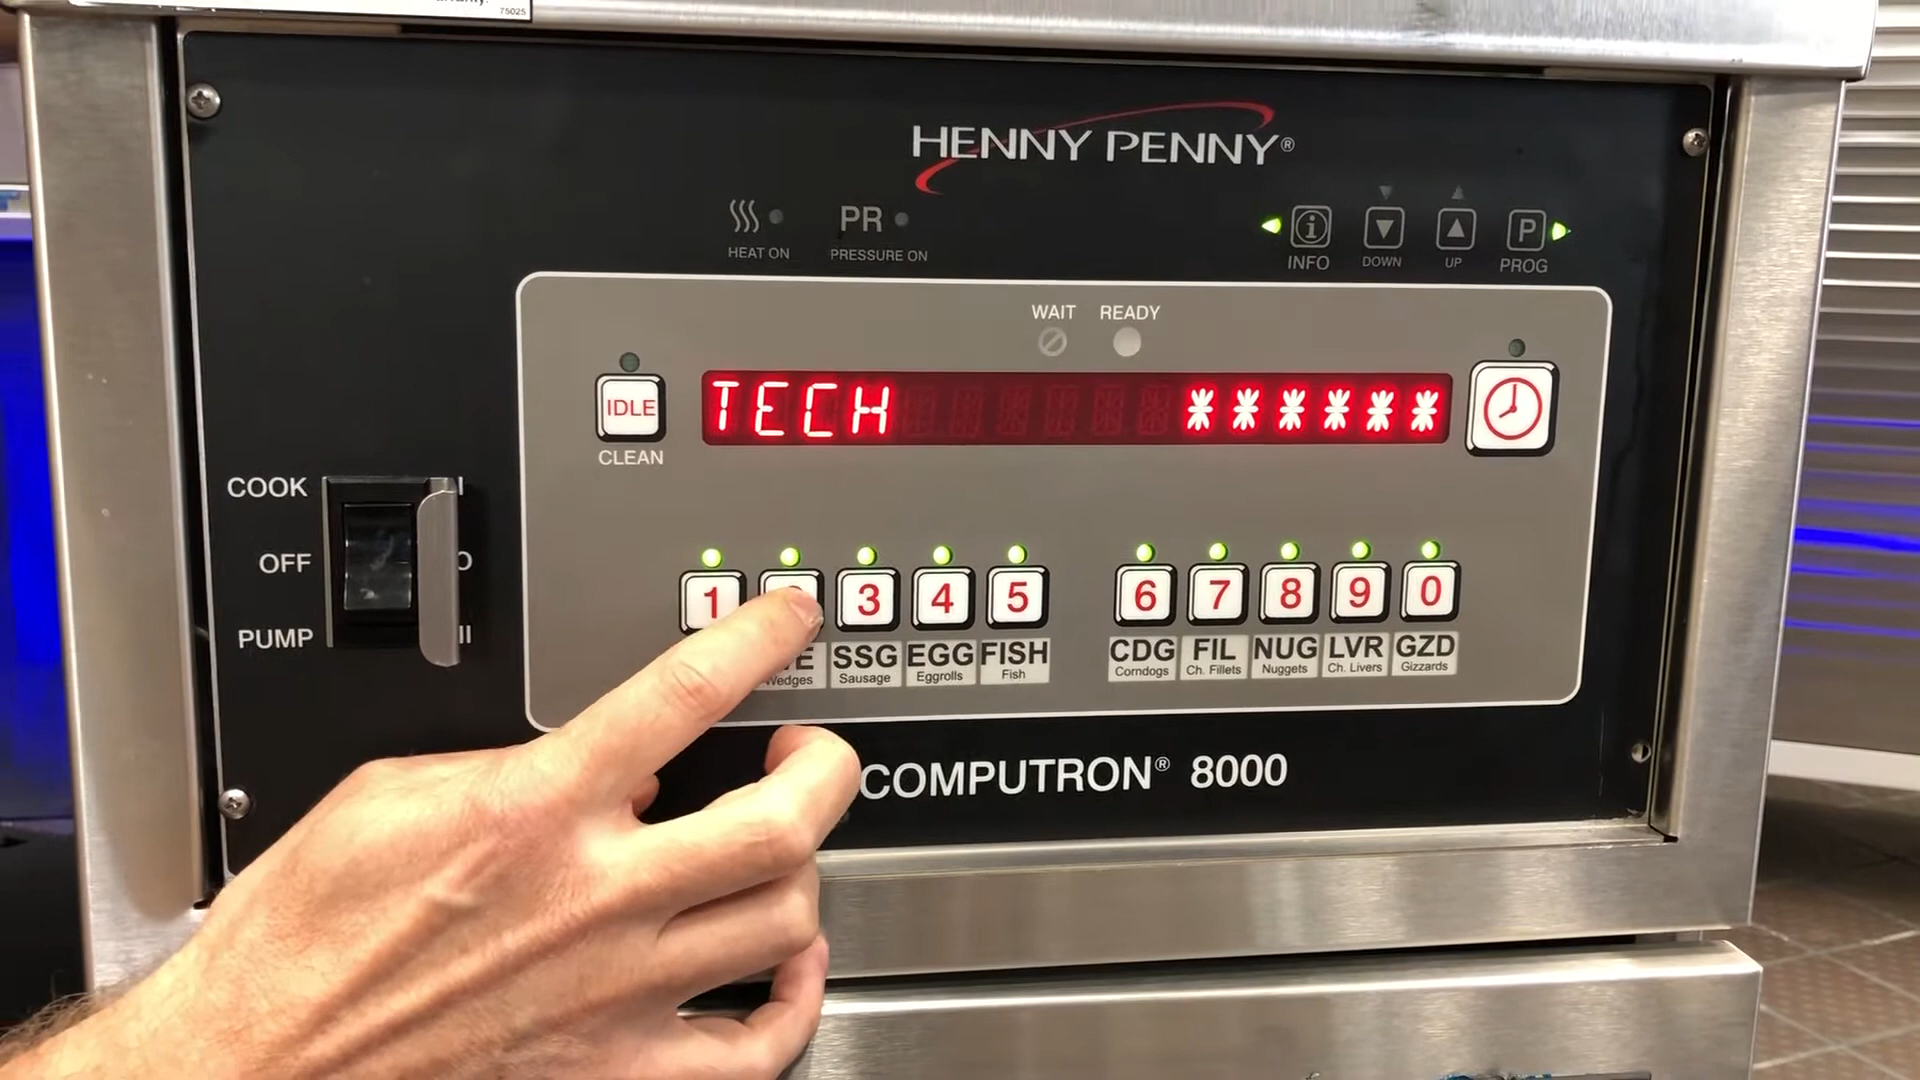 75025
HENNY PENNY®
PR
HEAT ON
PRESSURE ON
INFO
DOWN
UP
P
PROG
WAIT READY
IDLE
CLEAN
TECH ******
COOK I
OFF O
PUMP II
1 3 4 5 6 7 8 9 0
SSG EGG FISH CDG FIL NUG LVR GZD
Wedges Sausage Eggrolls Fish Corndogs Ch. Fillets Nuggets Ch. Livers Gizzards
COMPUTRON® 8000